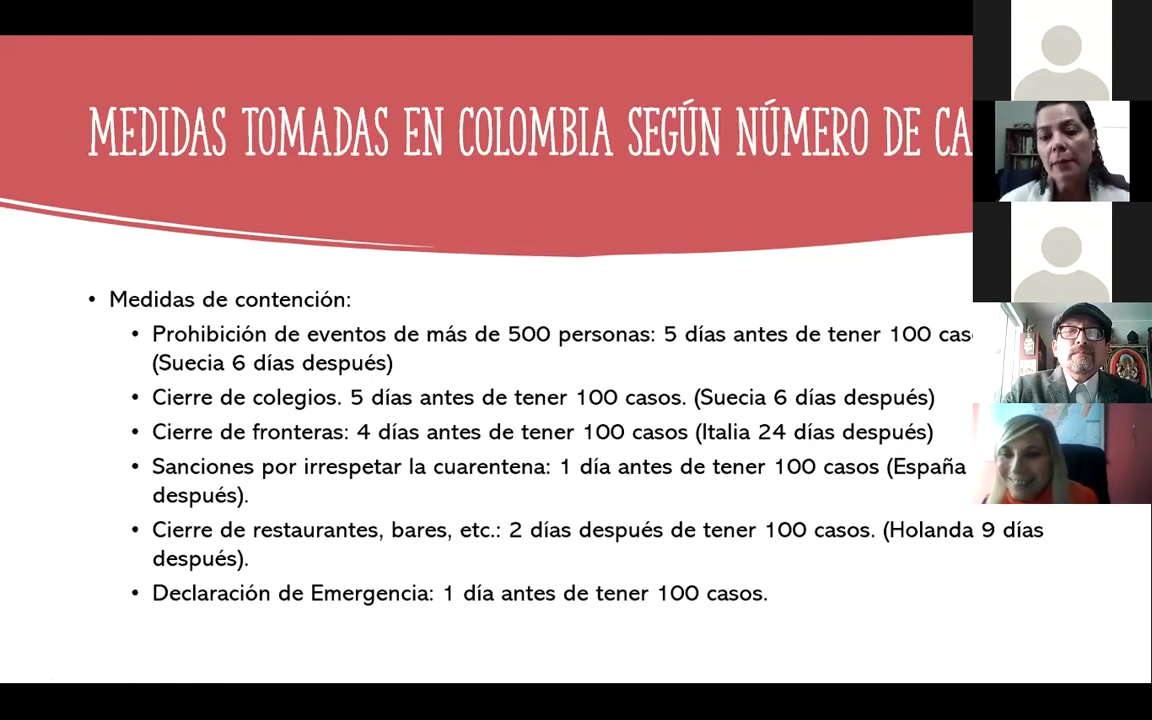 MEDIDAS TOMADAS EN COLOMBIA SEGÚN NÚMERO DE
• Medidas de contención:
• Prohibición de eventos de más de 500 personas: 5 días antes de tener 100
(Suecia 6 días después)
• Cierre de colegios. 5 días antes de tener 100 casos. (Suecia 6 días después)
• Cierre de fronteras: 4 días antes de tener 100 casos (Italia 24 días después)
• Sanciones por irrespetar la cuarentena: 1 día antes de tener 100 casos (España
después).
• Cierre de restaurantes, bares, etc.: 2 días después de tener 100 casos. (Holanda 9 días
después).
• Declaración de Emergencia: 1 día antes de tener 100 casos.